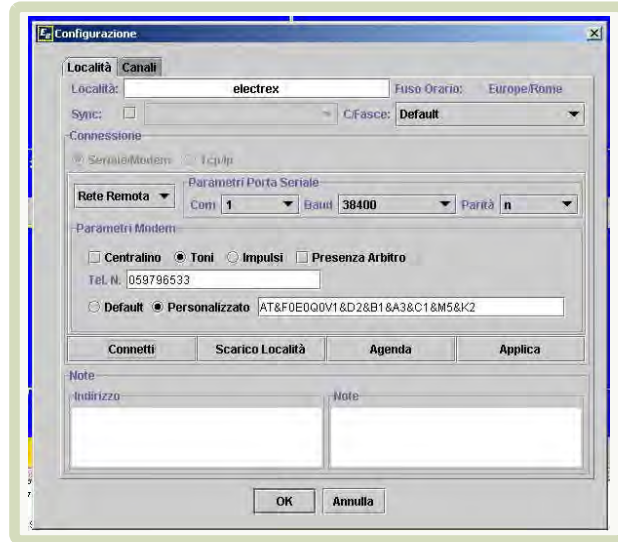 Configurazione
Località Canali
Località: electrex Fuso Orario: Europe/Rome
Sync: C/Fasce: Default
Connessione
Seriale/Modem Tcp/Ip
Rete Remota
Parametri Porta Seriale
Com 1 Baud 38400 Parità n
Parametri Modem
Centralino Toni Impulsi Presenza Arbitro
Tel. N. 059796533
Default Personalizzato AT&F0E0Q0V1&D2&B1&A3&C1&M5&K2
Connetti Scarico Località Agenda Applica
Note
Indirizzo Note
OK Annulla